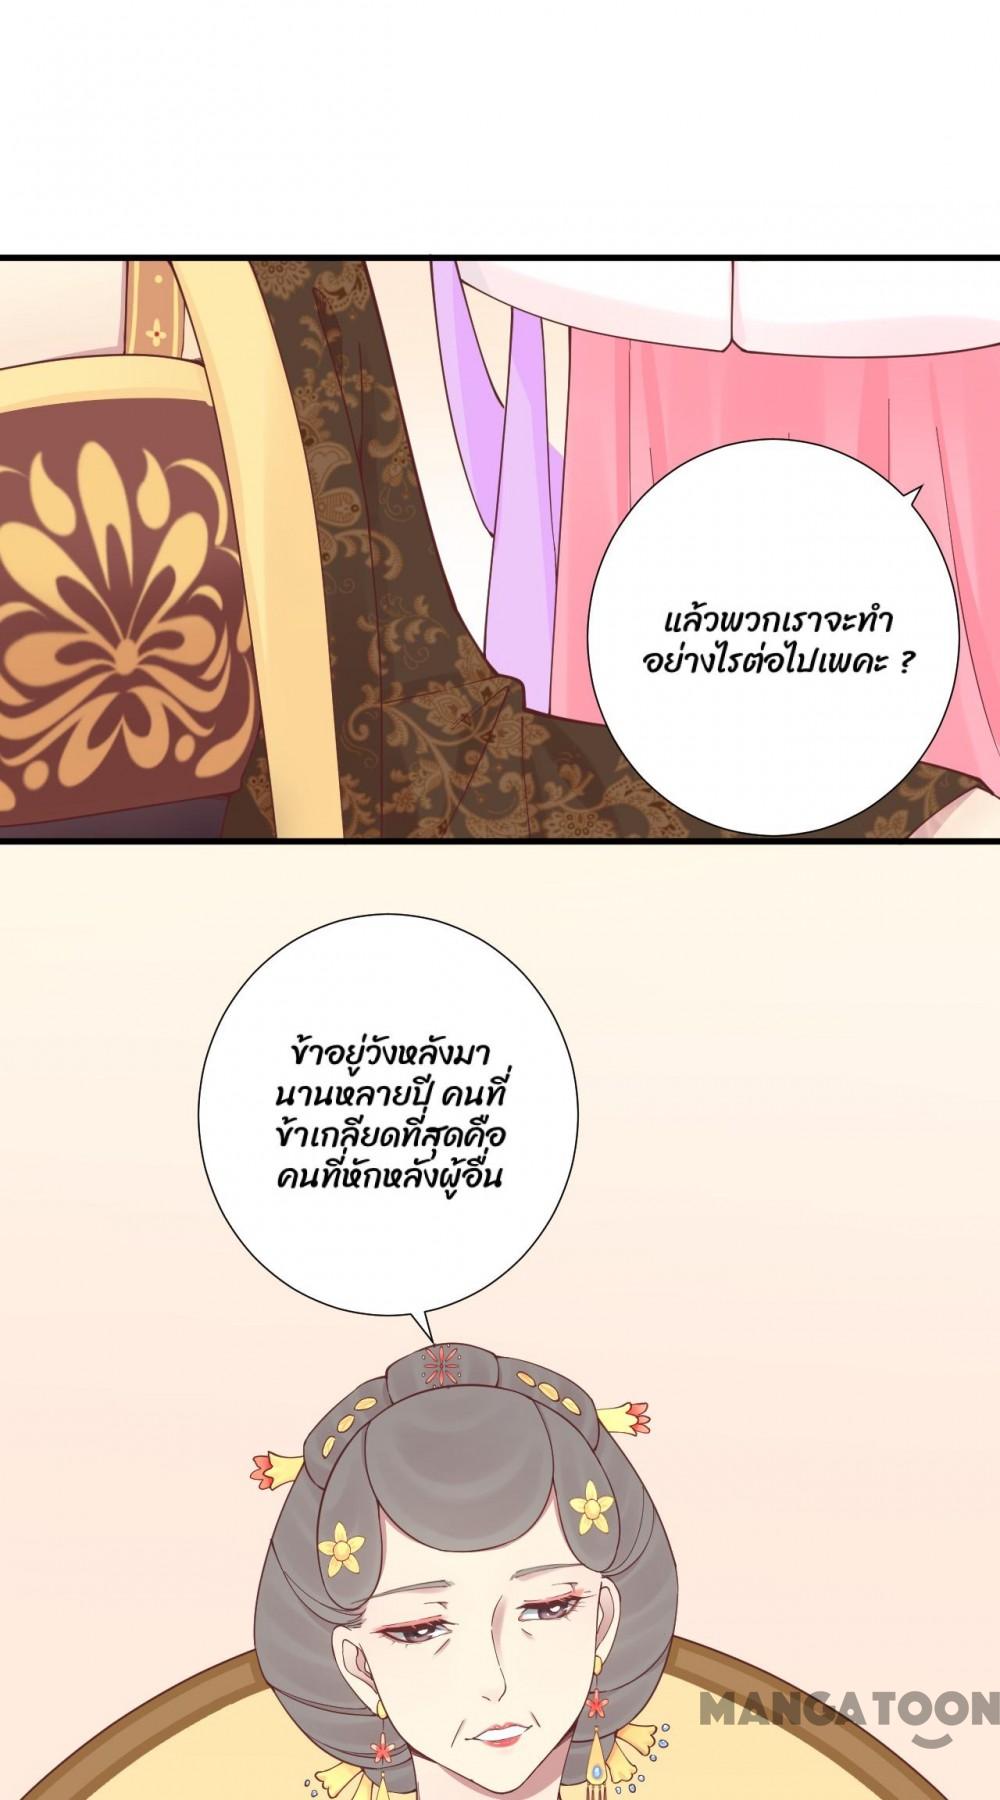 แล้วพวกเราจะทำ
อย่างไรต่อไปเพคะ ?
ข้าอยู่วังหลังมา
นานหลายปี คนที่
ข้าเกลียดที่สุดคือ
คนที่หักหลังผู้อื่น
MANGATOON